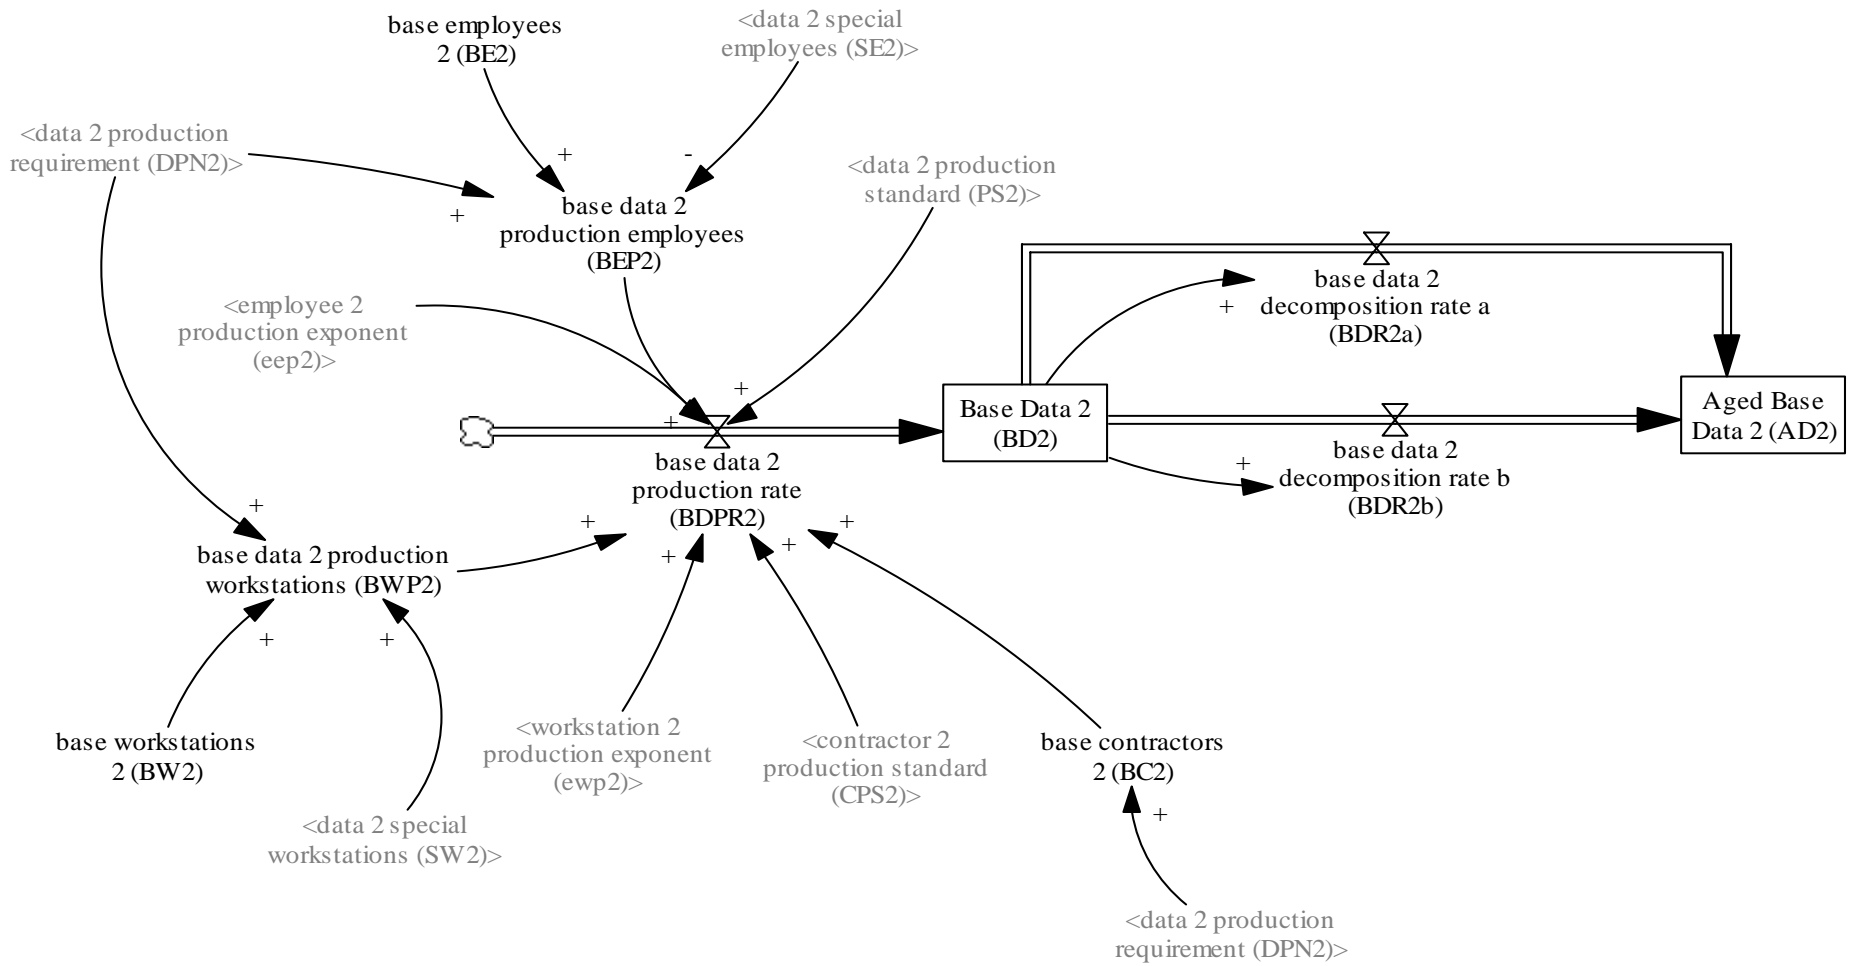 base employees
2 (BE2)
<data 2 special
employees (SE2)>
<data 2 production
requirement (DPN2)>
+
-
<data 2 production
standard (PS2)>
+
base data 2
production employees
(BEP2)
<employee 2
production exponent
(eep2)>
base data 2
decomposition rate a
(BDR2a)
+
+
+
Base Data 2
(BD2)
Aged Base
Data 2 (AD2)
base data 2
decomposition rate b
(BDR2b)
+
base data 2
production rate
(BDPR2)
+
+
+
+
+
base data 2 production
workstations (BWP2)
+
+
base workstations
2 (BW2)
<data 2 special
workstations (SW2)>
<workstation 2
production exponent
(ewp2)>
<contractor 2
production standard
(CPS2)>
base contractors
2 (BC2)
+
<data 2 production
requirement (DPN2)>